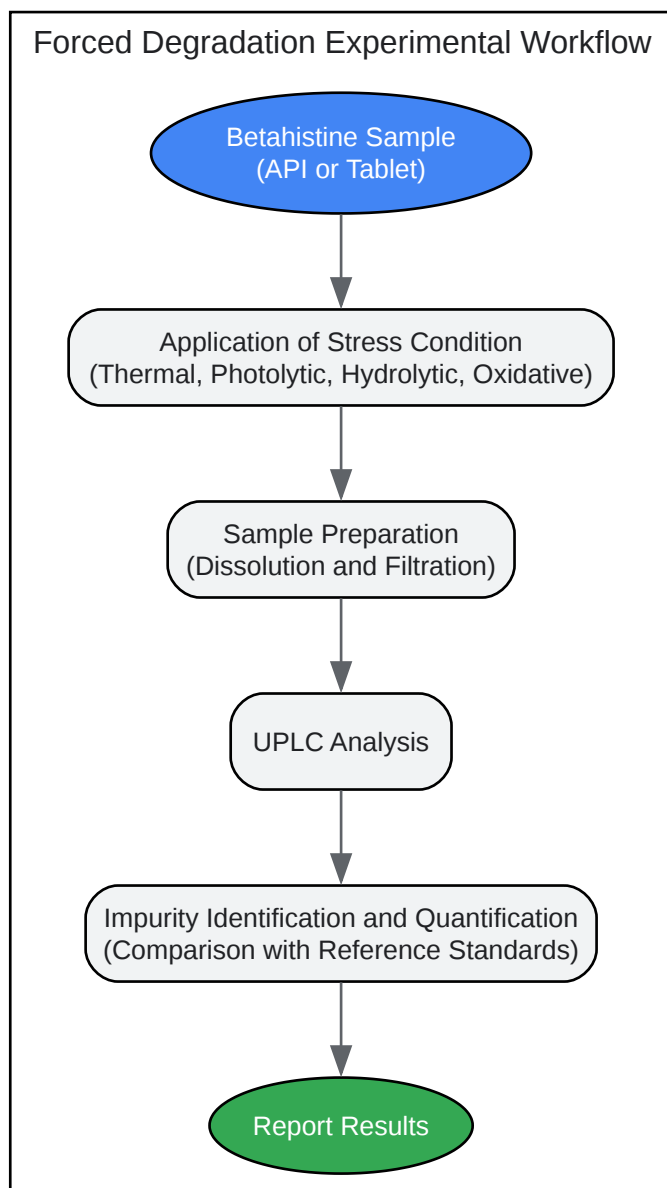 Forced Degradation Experimental Workflow
Betahistine Sample
(API or Tablet)
Application of Stress Condition
(Thermal, Photolytic, Hydrolytic, Oxidative)
Sample Preparation
(Dissolution and Filtration)
UPLC Analysis
Impurity Identification and Quantification
(Comparison with Reference Standards)
Report Results